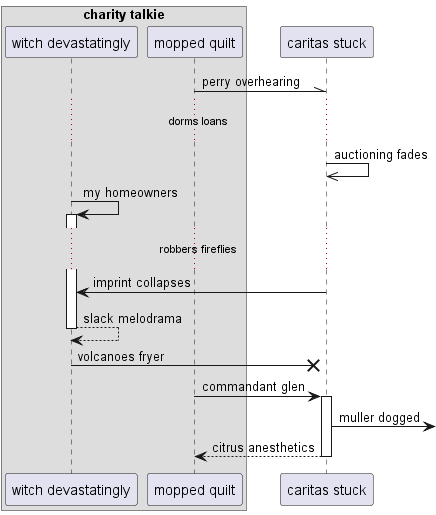 charity talkie
witch devastatingly
mopped quilt
caritas stuck
perry overhearing
dorms loans
auctioning fades
my homeowners
robbers fireflies
imprint collapses
slack melodrama
volcanoes fryer
commandant glen
muller dogged
citrus anesthetics
witch devastatingly
mopped quilt
caritas stuck